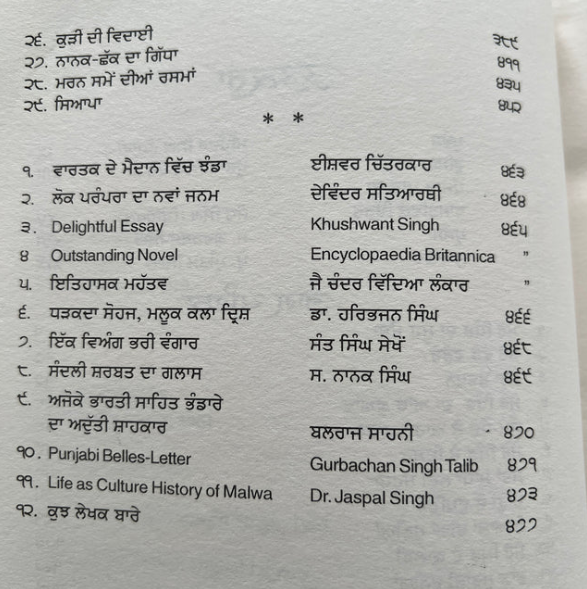 ੨੬. ਕੁੜੀ ਦੀ ਵਿਦਾਈ ੩੮੯
੨੭. ਨਾਨਕ-ਛੱਕ ਦਾ ਗਿੱਧਾ ੪੧੧
੨੮. ਮਰਨ ਸਮੇਂ ਦੀਆਂ ਰਸਮਾਂ ੪੩੫
੨੯. ਸਿਆਪਾ ੪੫੨
* *
੧. ਵਾਰਤਕ ਦੇ ਮੈਦਾਨ ਵਿੱਚ ਝੰਡਾ ਈਸ਼ਵਰ ਚਿੱਤਰਕਾਰ ੪੬੩
੨. ਲੋਕ ਪਰੰਪਰਾ ਦਾ ਨਵਾਂ ਜਨਮ ਦੇਵਿੰਦਰ ਸਤਿਆਰਥੀ ੪੬੪
੩. Delightful Essay Khushwant Singh ੪੬੫
੪ Outstanding Novel Encyclopaedia Britannica "
੫. ਇਤਿਹਾਸਕ ਮਹੱਤਵ ਜੈ ਚੰਦਰ ਵਿੱਦਿਆ ਲੰਕਾਰ "
੬. ਧੜਕਦਾ ਸੋਹਜ, ਮਲੂਕ ਕਲਾ ਦ੍ਰਿਸ਼ ਡਾ. ਹਰਿਭਜਨ ਸਿੰਘ ੪੬੬
੭. ਇੱਕ ਵਿਅੰਗ ਭਰੀ ਵੰਗਾਰ ਸੰਤ ਸਿੰਘ ਸੇਖੋਂ ੪੬੮
੮. ਸੰਦਲੀ ਸ਼ਰਬਤ ਦਾ ਗਲਾਸ ਸ. ਨਾਨਕ ਸਿੰਘ ੪੬੯
੯. ਅਜੋਕੇ ਭਾਰਤੀ ਸਾਹਿਤ ਭੰਡਾਰੇ
ਦਾ ਅਦੁੱਤੀ ਸ਼ਾਹਕਾਰ ਬਲਰਾਜ ਸਾਹਨੀ ੪੭੦
੧੦. Punjabi Belles-Letter Gurbachan Singh Talib ੪੭੧
੧੧. Life as Culture History of Malwa Dr. Jaspal Singh ੪੭੩
੧੨. ਕੁਝ ਲੇਖਕ ਬਾਰੇ ੪੭੭